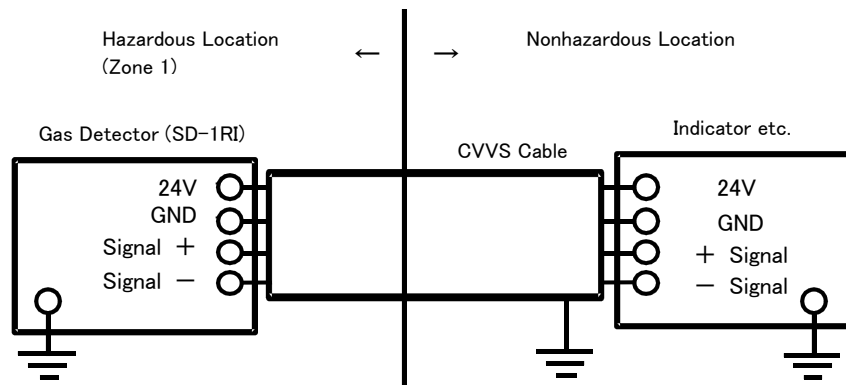 Hazardous Location
(Zone 1)
← →
Nonhazardous Location
Gas Detector (SD-1RI)
CVVS Cable
Indicator etc.
24V
GND
Signal +
Signal −
24V
GND
+ Signal
− Signal